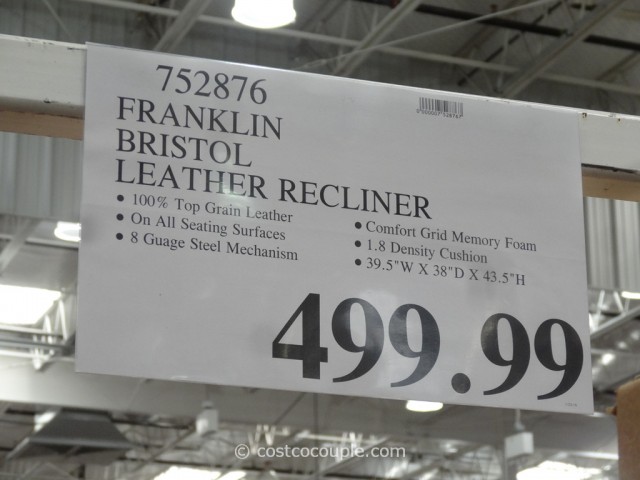 752876
FRANKLIN
BRISTOL
LEATHER RECLINER
• 100% Top Grain Leather
• On All Seating Surfaces
• 8 Guage Steel Mechanism
• Comfort Grid Memory Foam
• 1.8 Density Cushion
• 39.5"W X 38"D X 43.5"H
499.99
© costcocouple.com